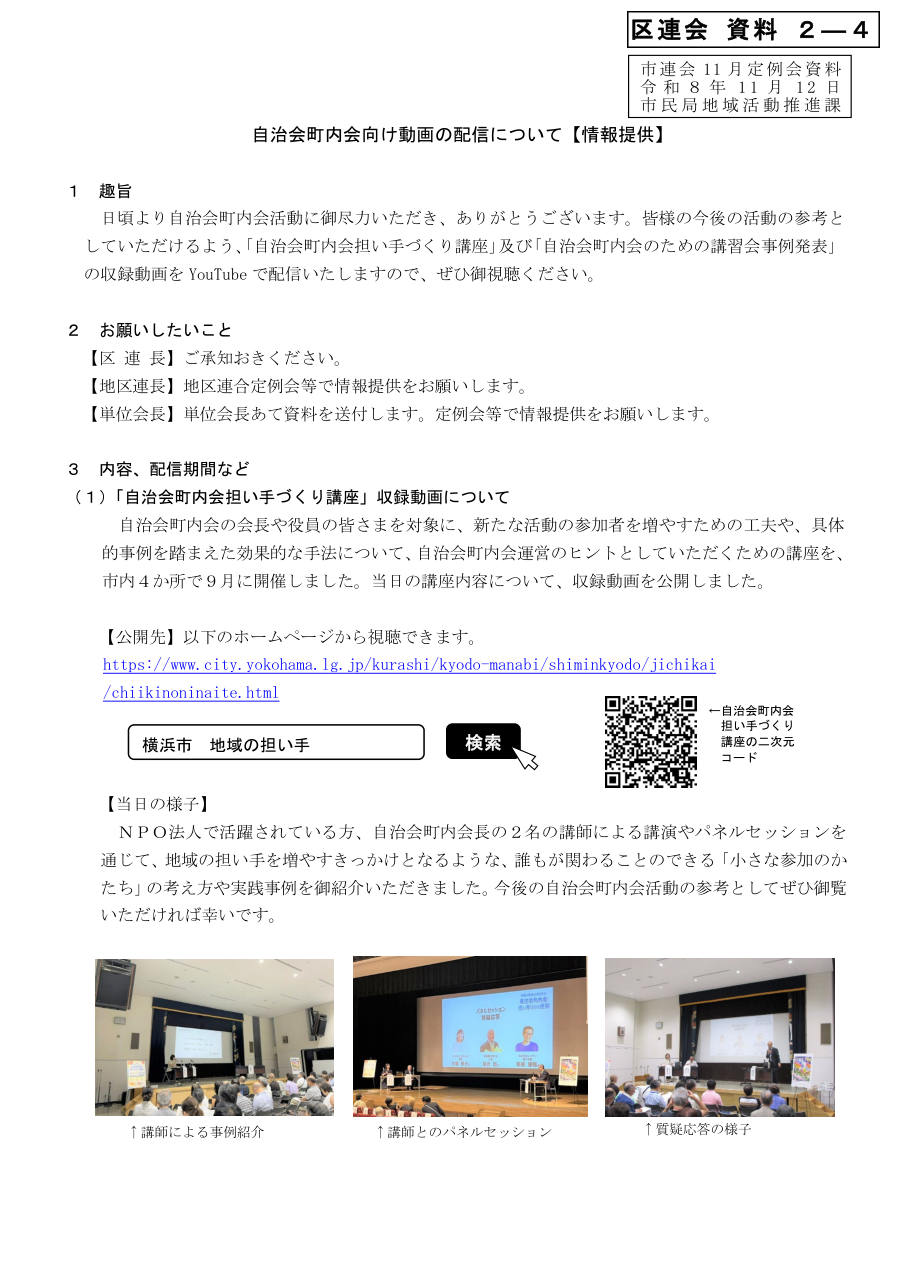 区連会 資料 ２―４
市連会 11 月定例会資料
令和８年 11 月 12 日
市民局地域活動推進課
自治会町内会向け動画の配信について【情報提供】
１ 趣旨
日頃より自治会町内会活動に御尽力いただき、ありがとうございます。皆様の今後の活動の参考と
していただけるよう、「自治会町内会担い手づくり講座」及び「自治会町内会のための講習会事例発表」
の収録動画を YouTube で配信いたしますので、ぜひ御視聴ください。
２ お願いしたいこと
【区 連 長】ご承知おきください。
【地区連長】地区連合定例会等で情報提供をお願いします。
【単位会長】単位会長あて資料を送付します。定例会等で情報提供をお願いします。
３ 内容、配信期間など
（１）「自治会町内会担い手づくり講座」収録動画について
自治会町内会の会長や役員の皆さまを対象に、新たな活動の参加者を増やすための工夫や、具体
的事例を踏まえた効果的な手法について、自治会町内会運営のヒントとしていただくための講座を、
市内４か所で９月に開催しました。当日の講座内容について、収録動画を公開しました。
【公開先】以下のホームページから視聴できます。
https://www.city.yokohama.lg.jp/kurashi/kyodo-manabi/shiminkyodo/jichikai
/chiikinoninaite.html
横浜市 地域の担い手
検索
←自治会町内会
担い手づくり
講座の二次元
コード
【当日の様子】
ＮＰＯ法人で活躍されている方、自治会町内会長の２名の講師による講演やパネルセッションを
通じて、地域の担い手を増やすきっかけとなるような、誰もが関わることのできる「小さな参加のか
たち」の考え方や実践事例を御紹介いただきました。今後の自治会町内会活動の参考としてぜひ御覧
いただければ幸いです。
パネルセッション
質疑応答
↑講師による事例紹介
↑講師とのパネルセッション
↑質疑応答の様子